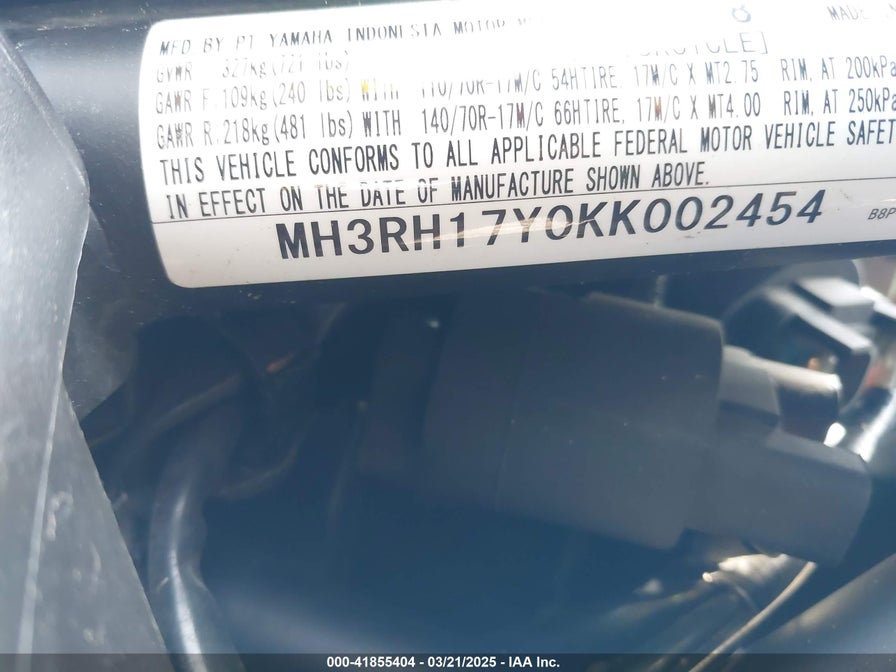 MFD BY PT YAMAHA INDONESIA MOTOR MADE
GVWR 327kg(721 lbs)
GAWR F.109kg(240 lbs) WITH 110/70R-17M/C 54HTIRE, 17M/C X MT2.75 RIM, AT 200kPa
GAWR R.218kg(481 lbs) WITH 140/70R-17M/C 66HTIRE, 17M/C X MT4.00 RIM, AT 250kPa
THIS VEHICLE CONFORMS TO ALL APPLICABLE FEDERAL MOTOR VEHICLE SAFET
IN EFFECT ON THE DATE OF MANUFACTURE SHOWN ABOVE.
MH3RH17Y0KK002454 B8P
000-41855404 - 03/21/2025 - IAA Inc.